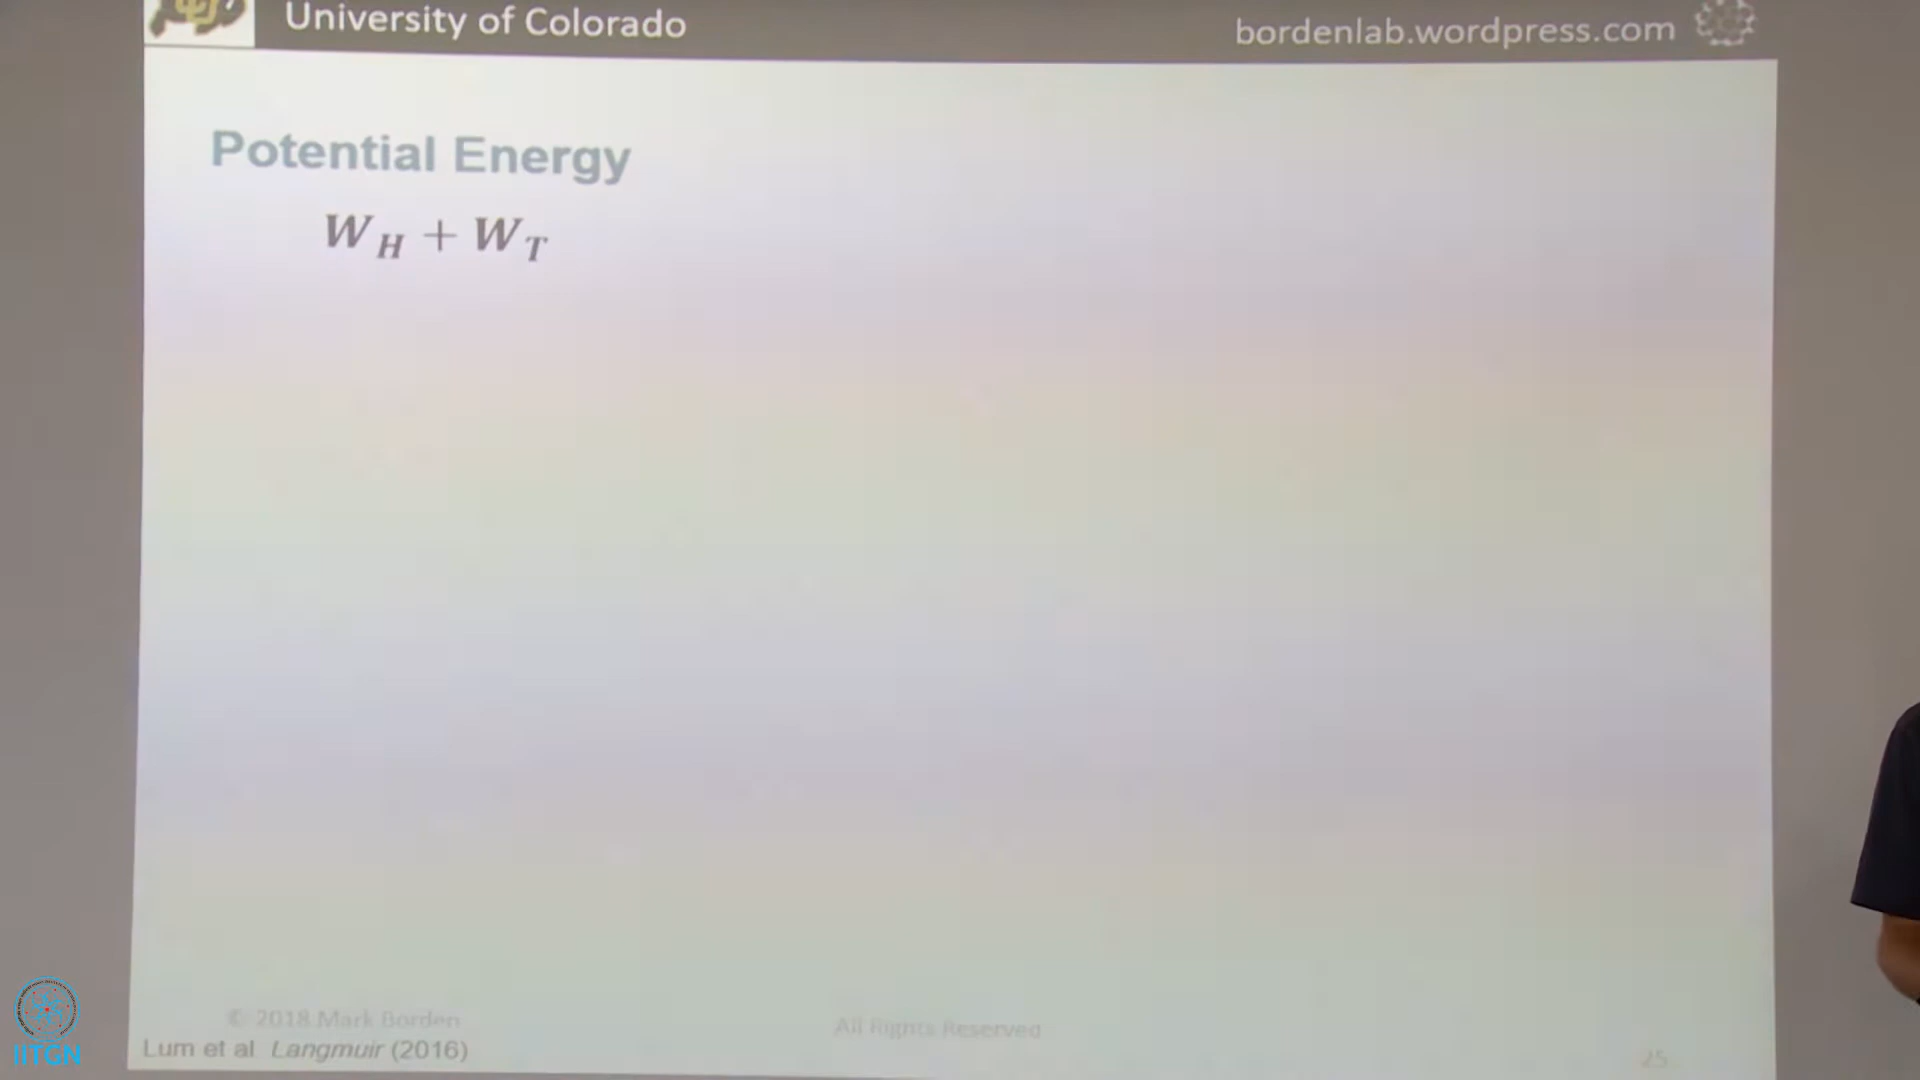 University of Colorado
bordenlab.wordpress.com
Potential Energy
W_H + W_T
© 2018 Mark Borden
All Rights Reserved
Lum et al Langmuir (2016)
25
IITGN